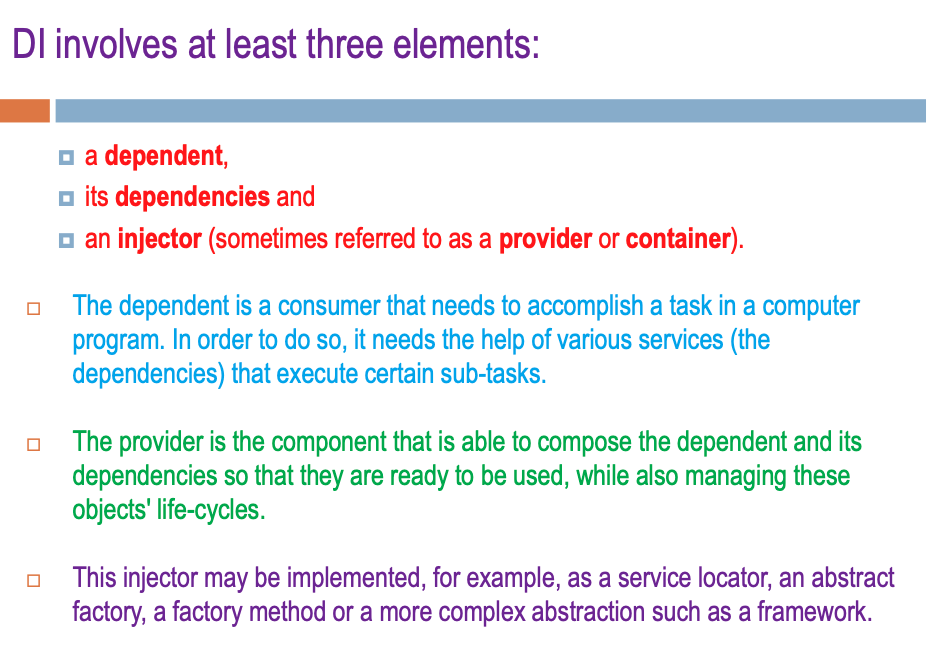 DI involves at least three elements:
a dependent,
its dependencies and
an injector (sometimes referred to as a provider or container).
The dependent is a consumer that needs to accomplish a task in a computer
program. In order to do so, it needs the help of various services (the
dependencies) that execute certain sub-tasks.
The provider is the component that is able to compose the dependent and its
dependencies so that they are ready to be used, while also managing these
objects' life-cycles.
This injector may be implemented, for example, as a service locator, an abstract
factory, a factory method or a more complex abstraction such as a framework.